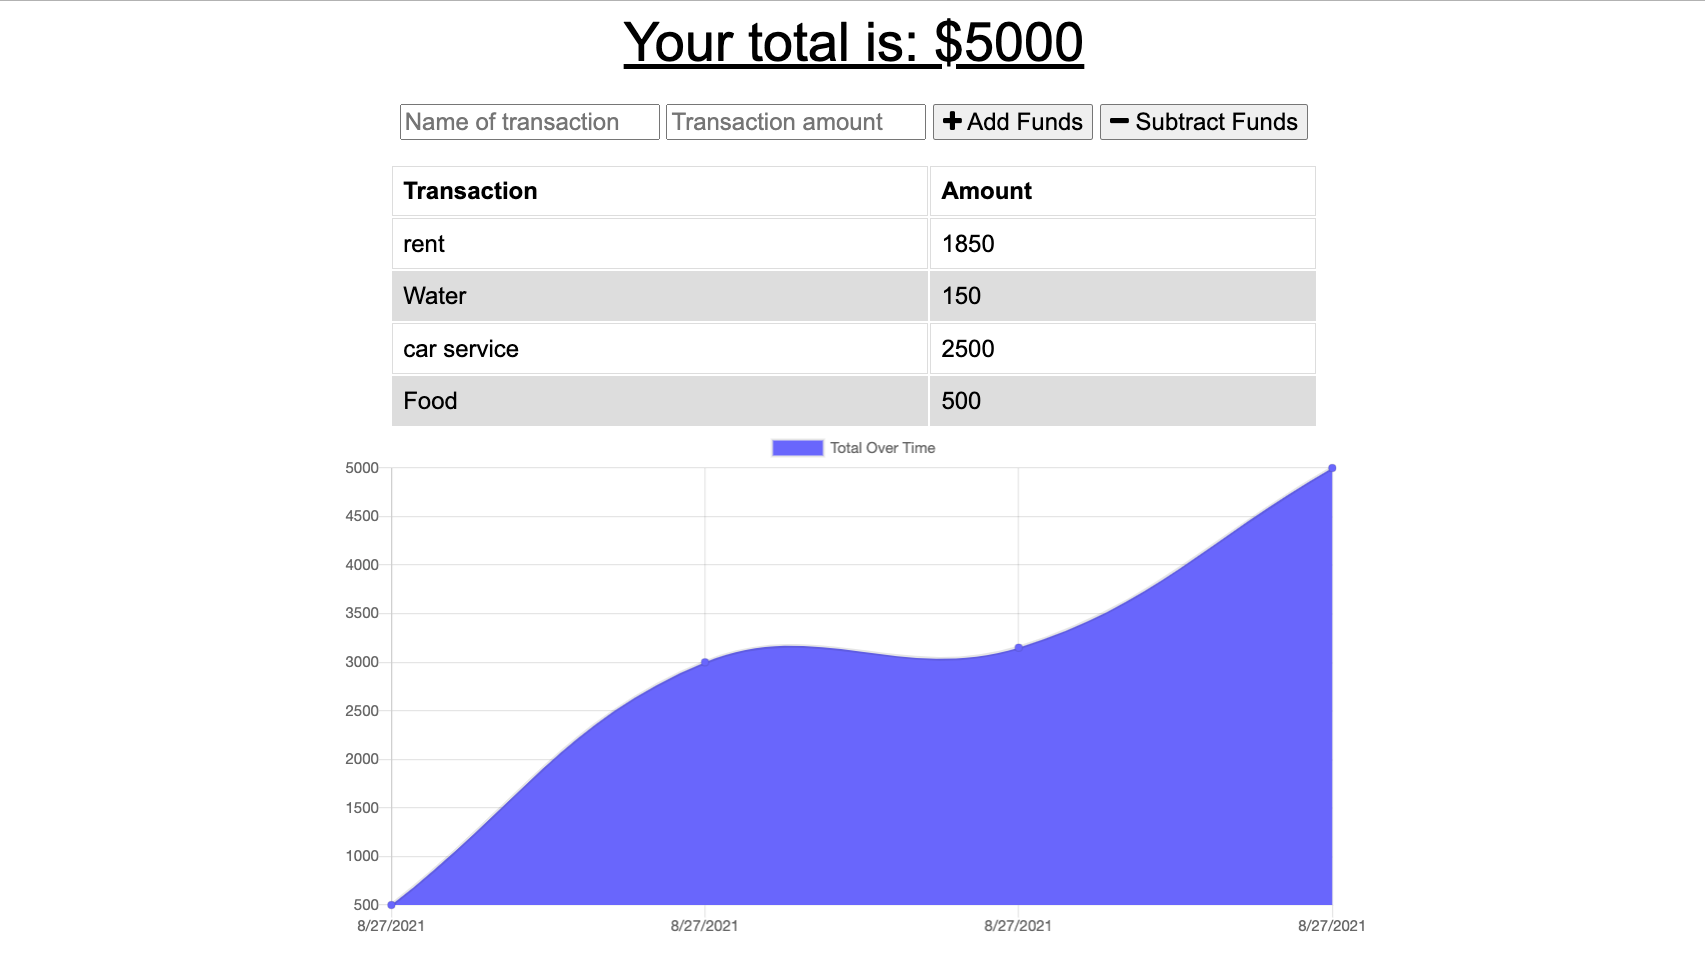 Your total is: $5000
Name of transaction Transaction amount + Add Funds − Subtract Funds
Transaction Amount
rent 1850
Water 150
car service 2500
Food 500
Total Over Time
5000
4500
4000
3500
3000
2500
2000
1500
1000
500
8/27/2021 8/27/2021 8/27/2021 8/27/2021